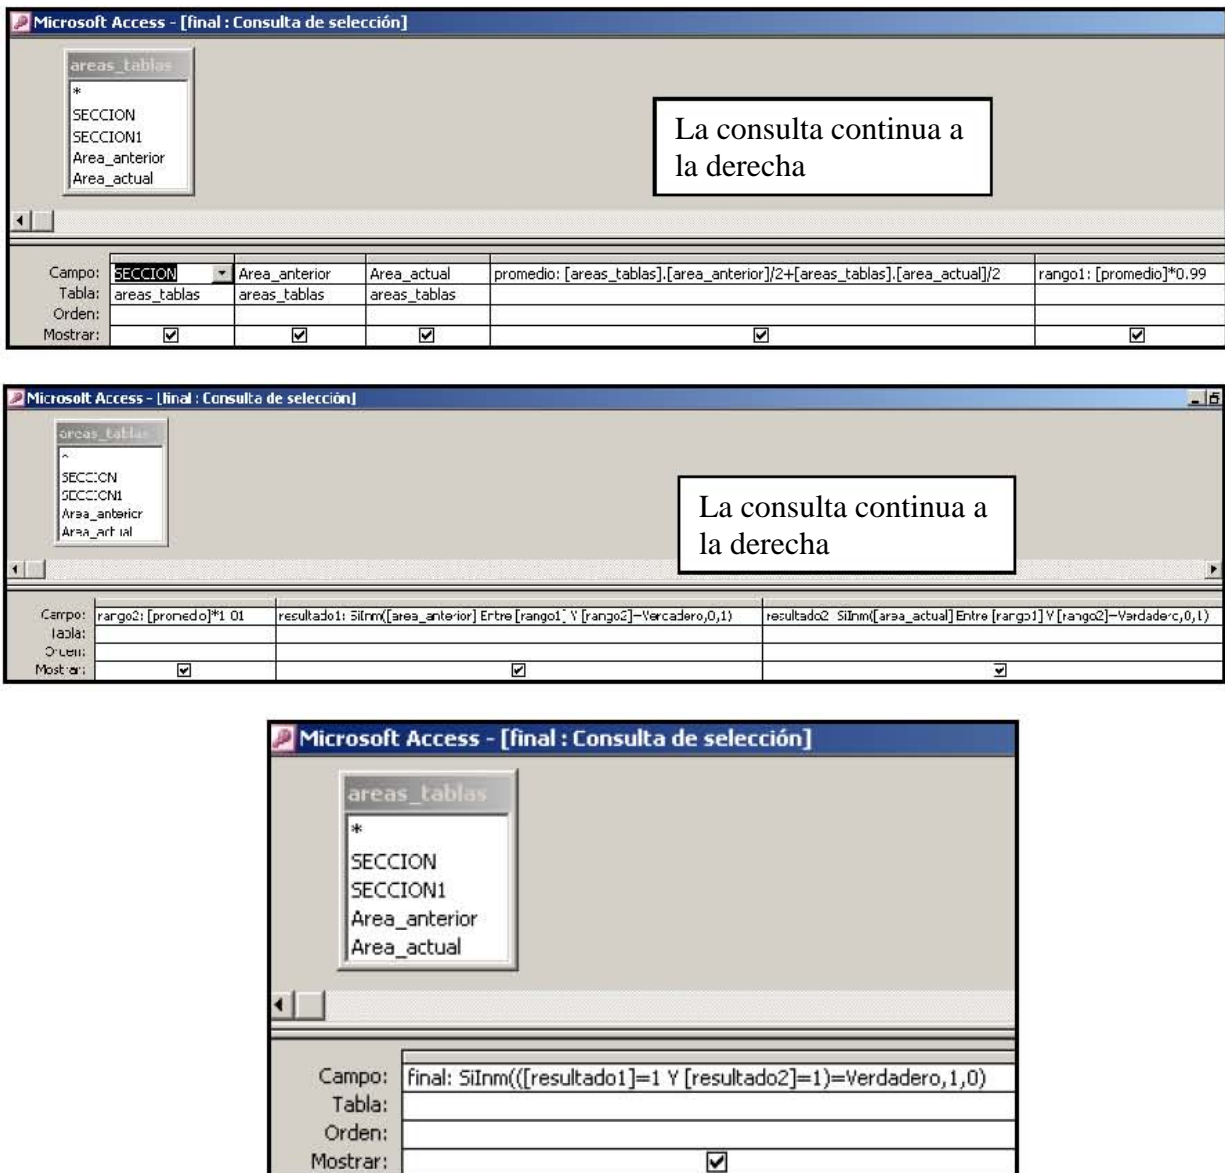 Microsoft Access - [final : Consulta de selección]
areas_tablas
*
SECCION
SECCION1
Area_anterior
Area_actual
La consulta continua a
la derecha
Campo: SECCION Area_anterior Area_actual promedio: [areas_tablas].[area_anterior]/2+[areas_tablas].[area_actual]/2 rango1: [promedio]*0.99
Tabla: areas_tablas areas_tablas areas_tablas
Orden:
Mostrar:
Microsoft Access - [final : Consulta de selección]
areas_tablas
*
SECCION
SECCION1
Area_anterior
Area_actual
La consulta continua a
la derecha
Campo: rango2: [promedio]*1.01 resultado1: SiInm([area_anterior] Entre [rango1] Y [rango2]=Verdadero,0,1) resultado2: SiInm([area_actual] Entre [rango1] Y [rango2]=Verdadero,0,1)
Tabla:
Orden:
Mostrar:
Microsoft Access - [final : Consulta de selección]
areas_tablas
*
SECCION
SECCION1
Area_anterior
Area_actual
Campo: final: SiInm(([resultado1]=1 Y [resultado2]=1)=Verdadero,1,0)
Tabla:
Orden:
Mostrar: